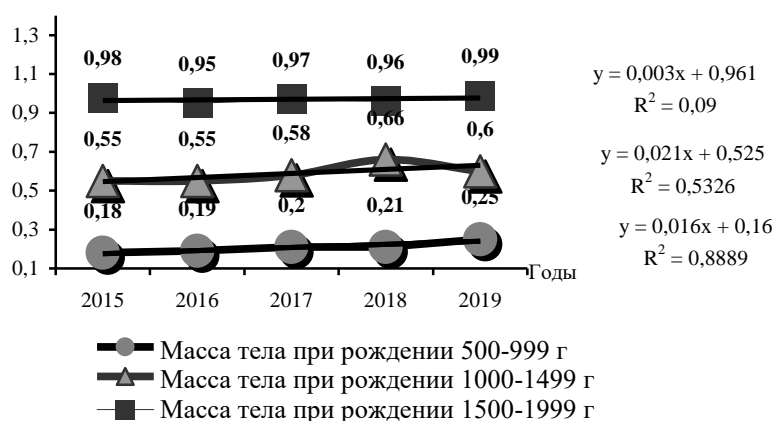 1,3
1,1
0,9
0,7
0,5
0,3
0,1
0,98 0,95 0,97 0,96 0,99
0,55 0,55 0,58 0,66 0,6
0,18 0,19 0,2 0,21 0,25
2015 2016 2017 2018 2019
Годы
y = 0,003x + 0,961
R² = 0,09
y = 0,021x + 0,525
R² = 0,5326
y = 0,016x + 0,16
R² = 0,8889
Масса тела при рождении 500-999 г
Масса тела при рождении 1000-1499 г
Масса тела при рождении 1500-1999 г